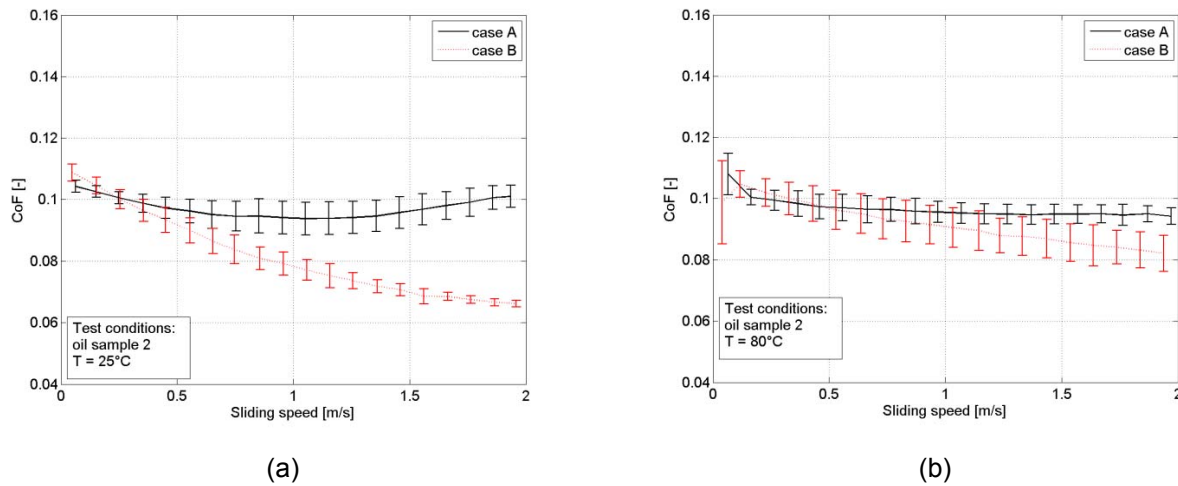 0.16
0.14
0.12
0.1
0.08
0.06
0.04
CoF [-]
case A
case B
Test conditions:
oil sample 2
T = 25°C
0 0.5 1 1.5 2
Sliding speed [m/s]
(a)
0.16
0.14
0.12
0.1
0.08
0.06
0.04
CoF [-]
case A
case B
Test conditions:
oil sample 2
T = 80°C
0 0.5 1 1.5 2
Sliding speed [m/s]
(b)